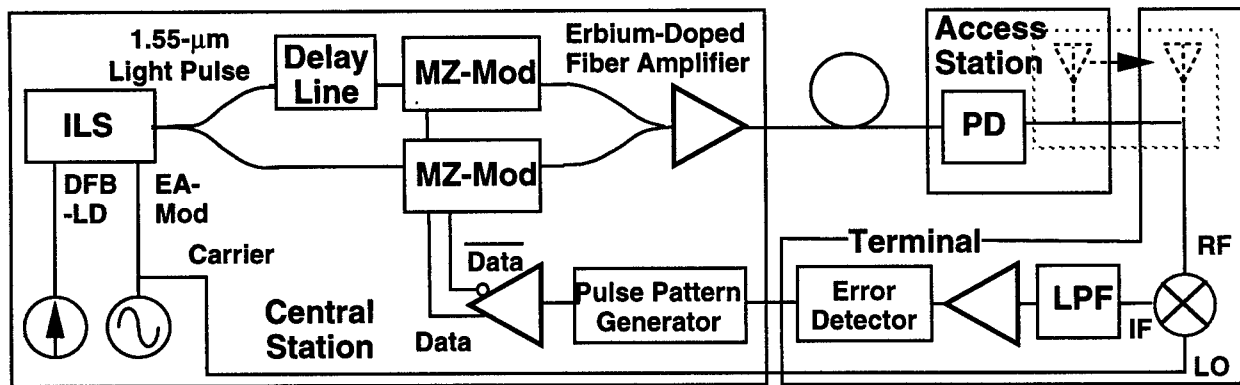 1.55-μm
Light Pulse
Delay
Line
MZ-Mod
Erbium-Doped
Fiber Amplifier
Access
Station
ILS
MZ-Mod
PD
DFB
-LD
EA-
Mod
Carrier
Data
Data
Central
Station
Pulse Pattern
Generator
Terminal
Error
Detector
LPF
IF
RF
LO